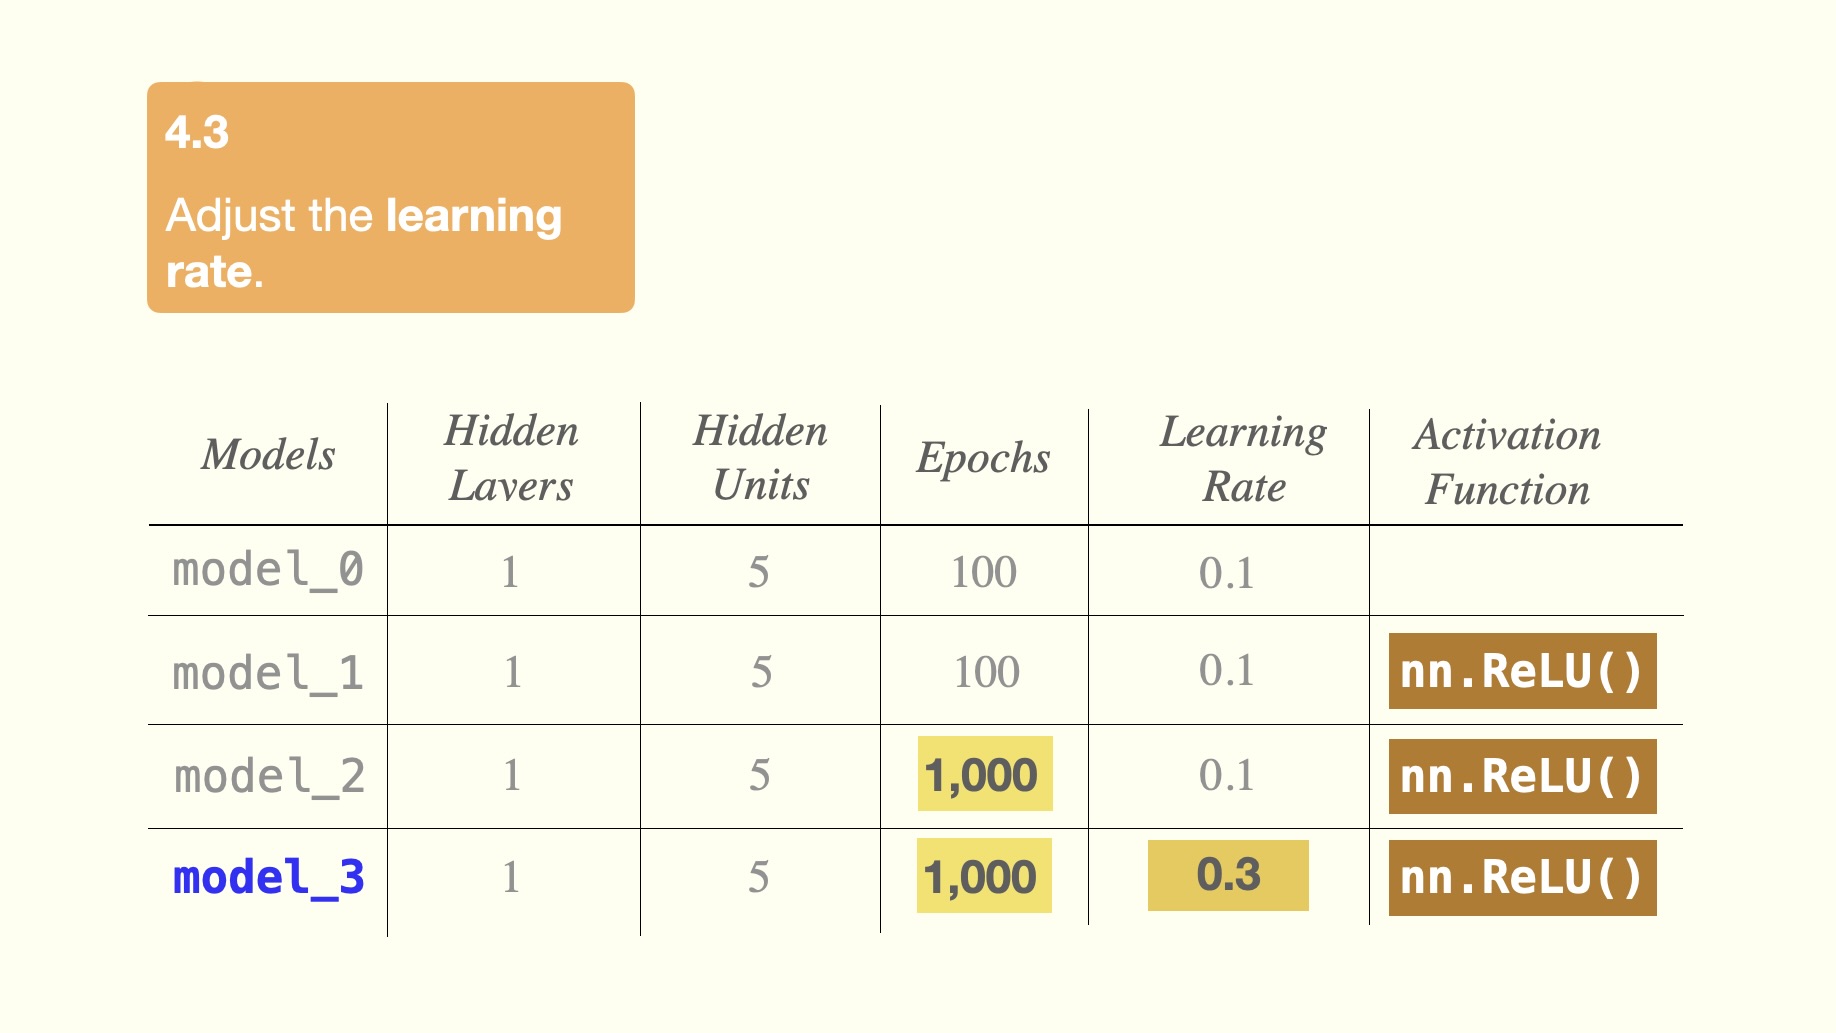 4.3
Adjust the learning
rate.
Models Hidden Lavers Hidden Units Epochs Learning Rate Activation Function
model_0 1 5 100 0.1
model_1 1 5 100 0.1 nn.ReLU()
model_2 1 5 1,000 0.1 nn.ReLU()
model_3 1 5 1,000 0.3 nn.ReLU()